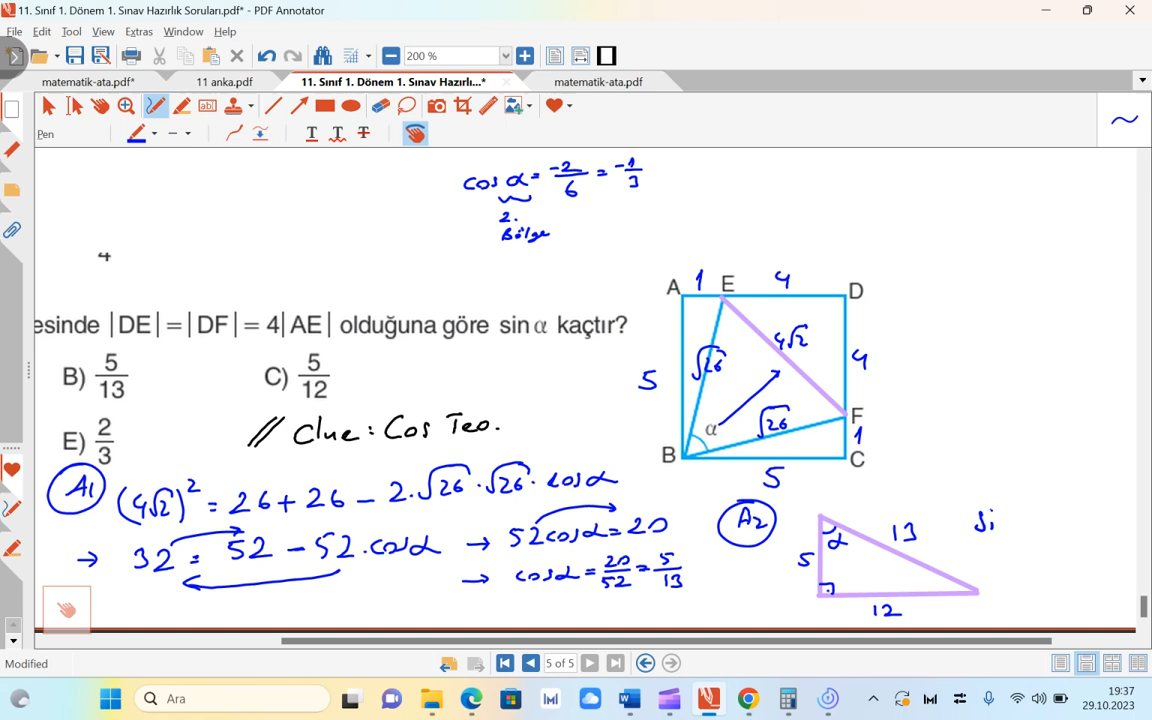 11. Sınıf 1. Dönem 1. Sınav Hazırlık Soruları.pdf* - PDF Annotator
File Edit Tool View Extras Window Help
200 %
matematik-ata.pdf* 11 anka.pdf 11. Sınıf 1. Dönem 1. Sınav Hazırlı...* matematik-ata.pdf
Pen
cos α = -2/6 = -1/3
2.
Bölge
4
esinde |DE| = |DF| = 4|AE| olduğuna göre sin α kaçtır?
B) 5/13 C) 5/12
E) 2/3
// Clue: Cos Teo.
A 1 E 4 D
5 √26 4√2 4
α √26 F
B 1
5 C
A1 (4√2)² = 26 + 26 - 2.√26.√26.cosα
→ 32 = 52 - 52.cosα → 52cosα = 20
→ cosα = 20/52 = 5/13
A2
α 13 si
5
12
Modified 5 of 5
Ara 19:37
29.10.2023